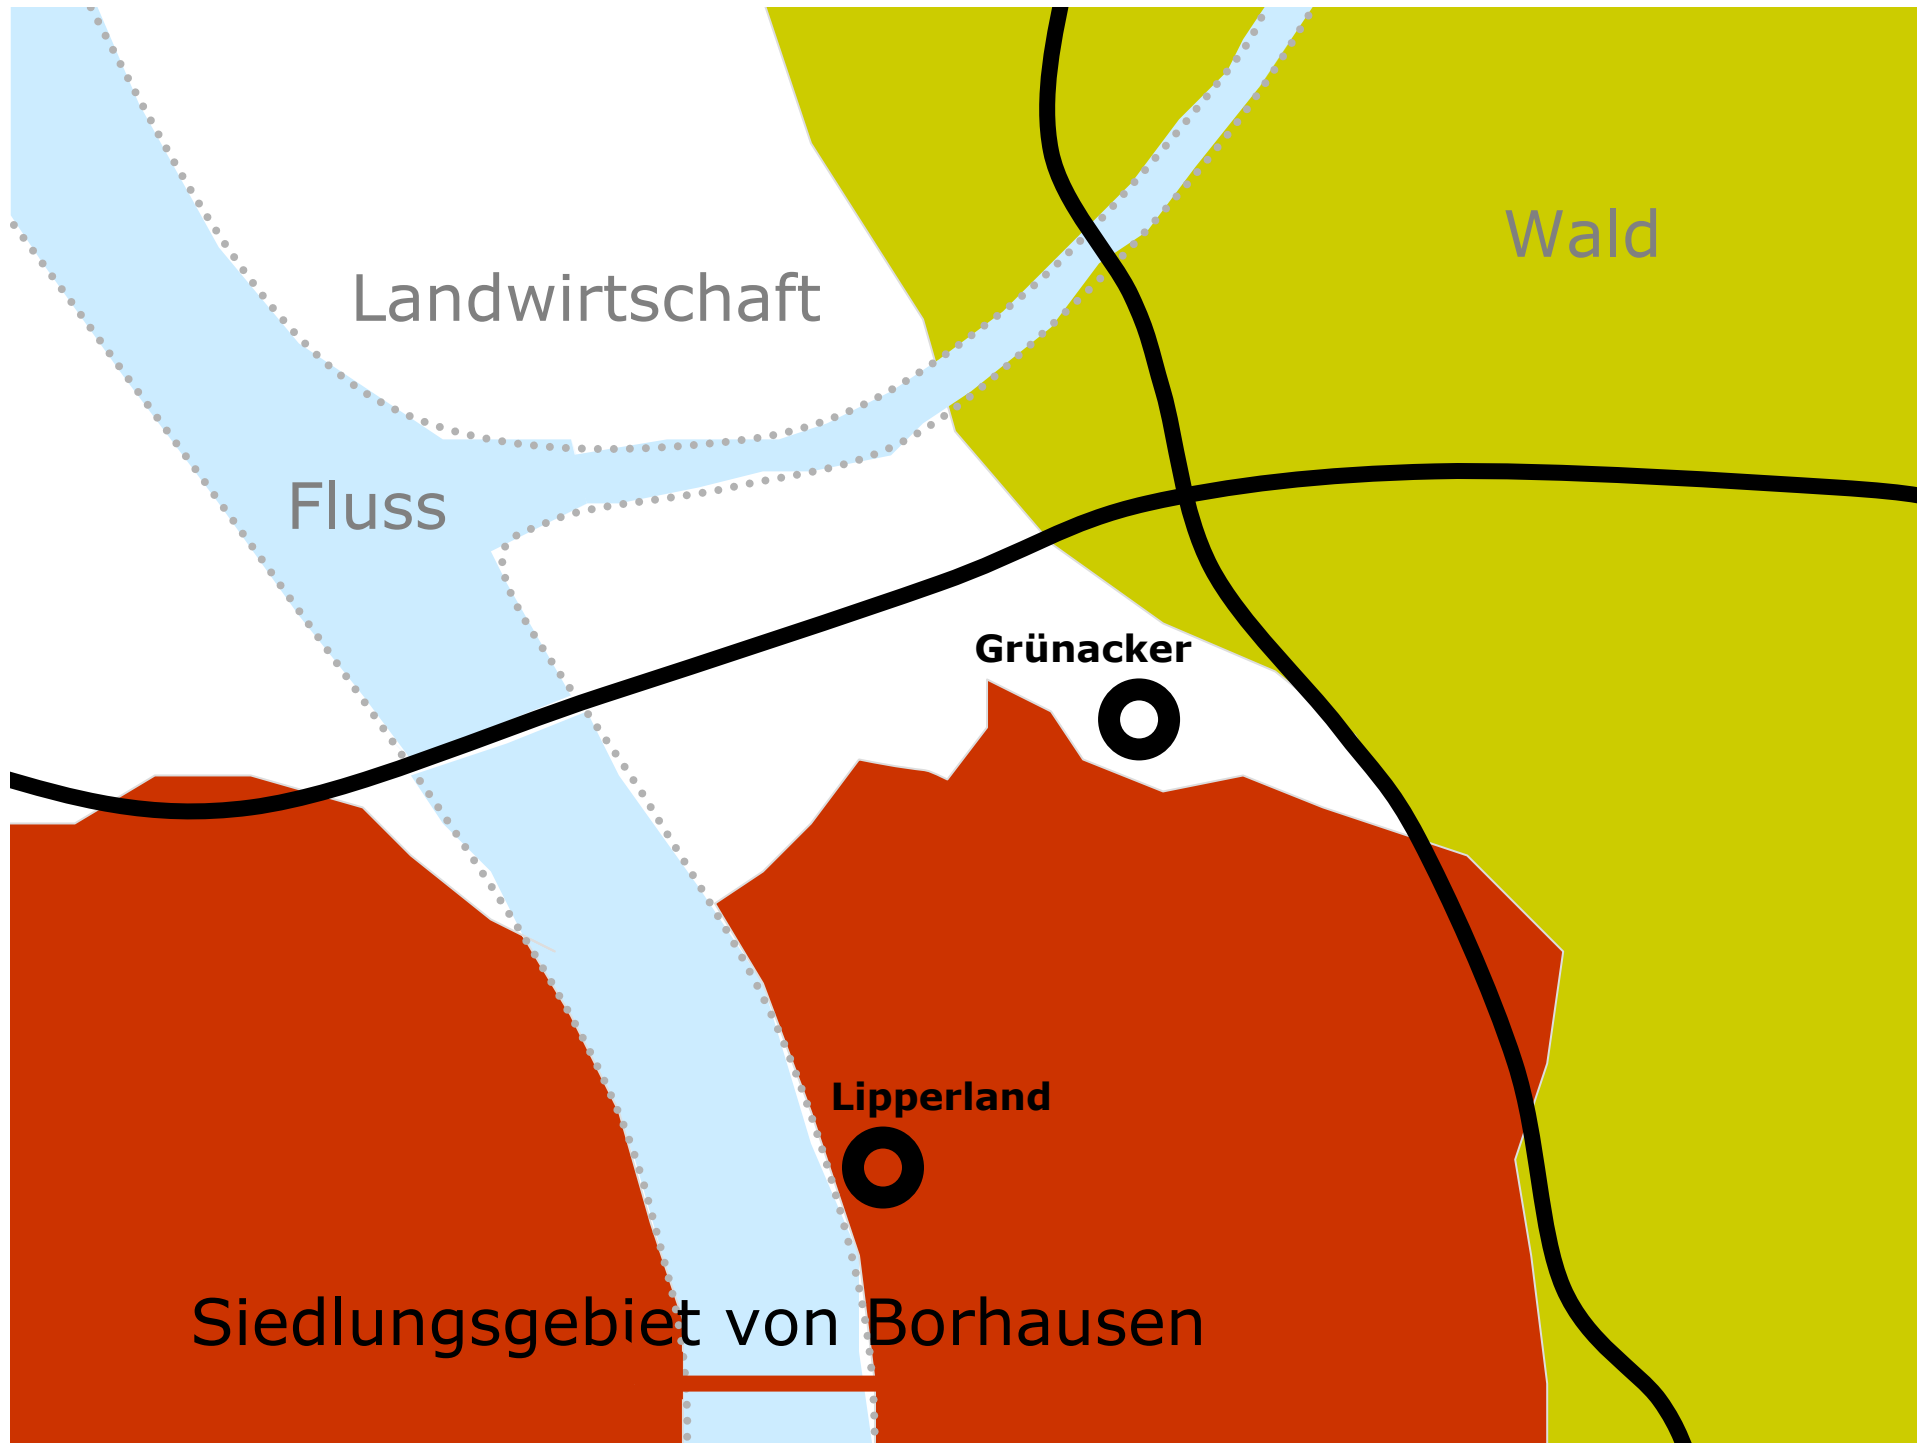 Wald
Landwirtschaft
Fluss
Grünacker
Lipperland
Siedlungsgebiet von Borhausen